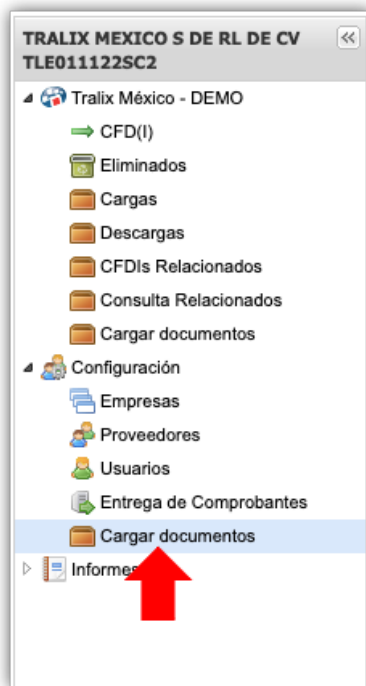 TRALIX MEXICO S DE RL DE CV
TLE011122SC2
Tralix México - DEMO
CFD(I)
Eliminados
Cargas
Descargas
CFDIs Relacionados
Consulta Relacionados
Cargar documentos
Configuración
Empresas
Proveedores
Usuarios
Entrega de Comprobantes
Cargar documentos
Informes